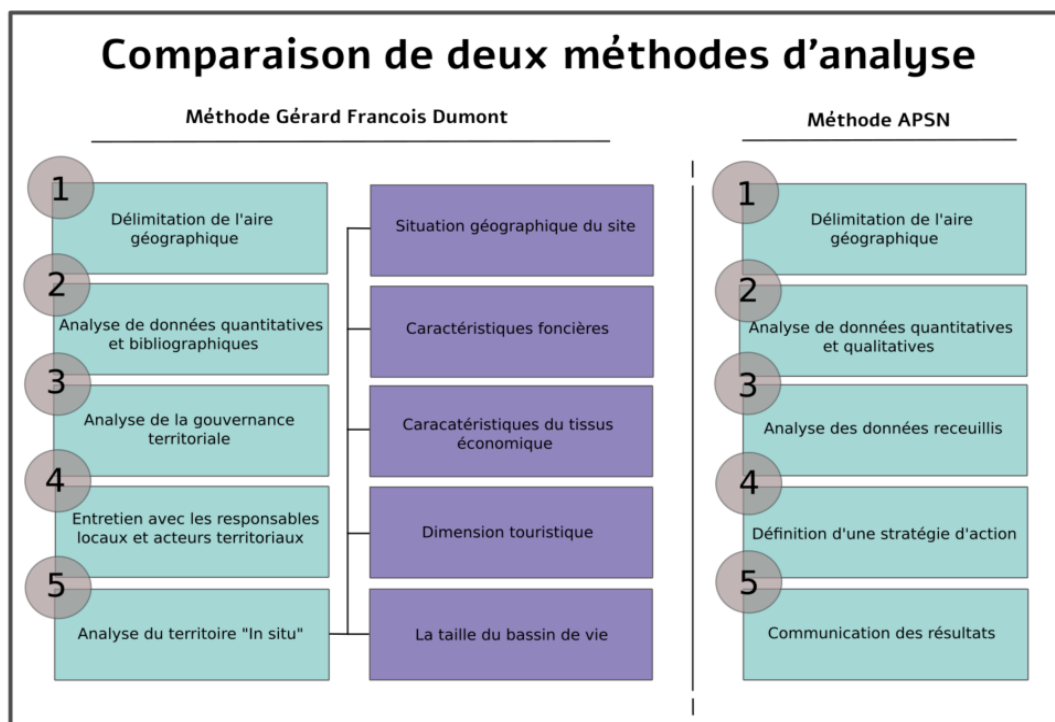 Comparaison de deux méthodes d'analyse
Méthode Gérard Francois Dumont
1
Délimitation de l'aire
géographique
2
Analyse de données quantitatives
et bibliographiques
3
Analyse de la gouvernance
territoriale
4
Entretien avec les responsables
locaux et acteurs territoriaux
5
Analyse du territoire "In situ"
Situation géographique du site
Caractéristiques foncières
Caracatéristiques du tissus
économique
Dimension touristique
La taille du bassin de vie
Méthode APSN
1
Délimitation de l'aire
géographique
2
Analyse de données quantitatives
et qualitatives
3
Analyse des données receuillis
4
Définition d'une stratégie d'action
5
Communication des résultats